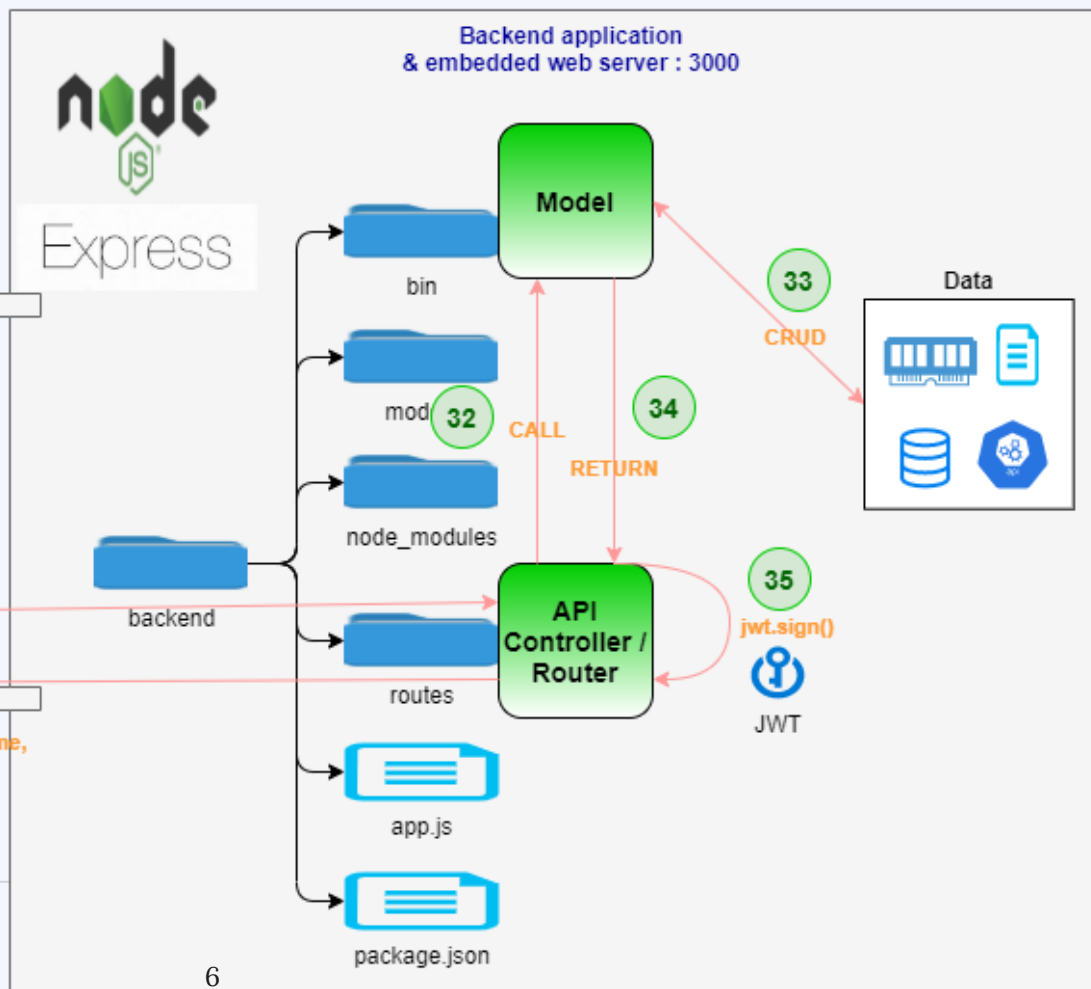 Backend application
& embedded web server : 3000
node
JS
Express
Model
bin
33
Data
CRUD
32
CALL
34
RETURN
api
node_modules
backend
API
Controller /
Router
35
jwt.sign()
JWT
routes
app.js
package.json
6